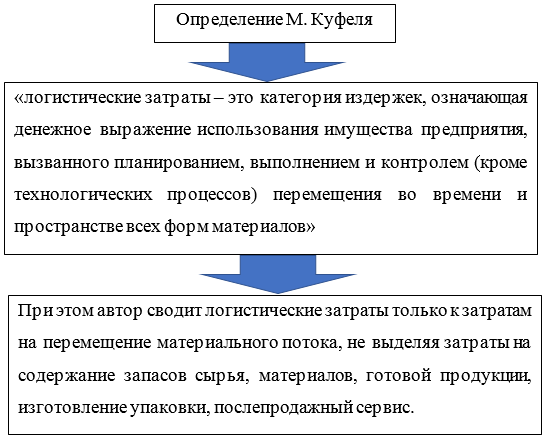 Определение М. Куфеля
«логистические затраты – это категория издержек, означающая
денежное выражение использования имущества предприятия,
вызванного планированием, выполнением и контролем (кроме
технологических процессов) перемещения во времени и
пространстве всех форм материалов»
При этом автор сводит логистические затраты только к затратам
на перемещение материального потока, не выделяя затраты на
содержание запасов сырья, материалов, готовой продукции,
изготовление упаковки, послепродажный сервис.